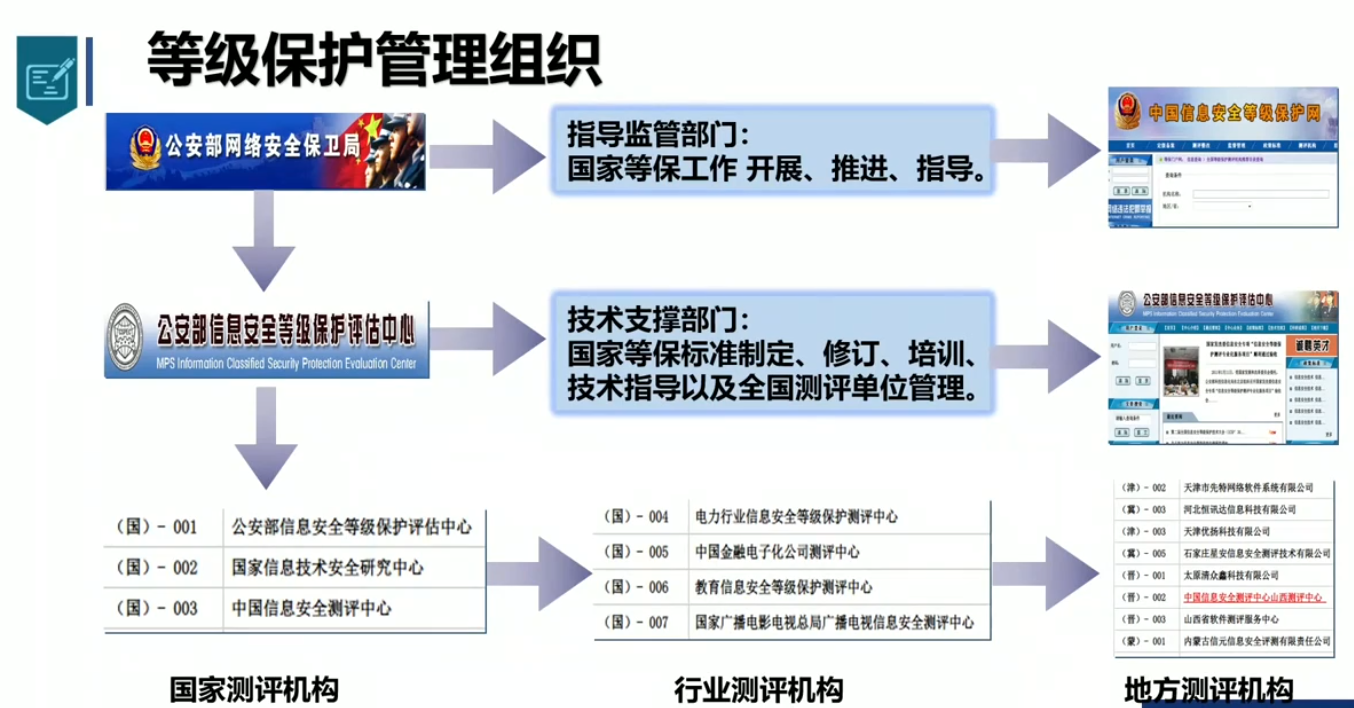 等级保护管理组织
公安部网络安全保卫局
指导监管部门：
国家等保工作 开展、推进、指导。
中国信息安全等级保护网
公安部信息安全等级保护评估中心
MPS Information Classified Security Protection Evaluation Center
技术支撑部门：
国家等保标准制定、修订、培训、
技术指导以及全国测评单位管理。
公安部信息安全等级保护评估中心
MPS Information Classified Security Protection Evaluation Center
诚聘英才
（国）- 001 公安部信息安全等级保护评估中心
（国）- 002 国家信息技术安全研究中心
（国）- 003 中国信息安全测评中心
（国）- 004 电力行业信息安全等级保护测评中心
（国）- 005 中国金融电子化公司测评中心
（国）- 006 教育信息安全等级保护测评中心
（国）- 007 国家广播电影电视总局广播电视信息安全测评中心
（津）- 002 天津市先特网络软件系统有限公司
（冀）- 003 河北恒讯达信息科技有限公司
（津）- 003 天津优扬科技有限公司
（冀）- 005 石家庄星安信息安全测评技术有限公司
（晋）- 001 太原清众鑫科技有限公司
（晋）- 002 中国信息安全测评中心山西测评中心
（晋）- 003 山西省软件测评服务中心
（蒙）- 001 内蒙古信元信息安全评测有限责任公司
国家测评机构
行业测评机构
地方测评机构